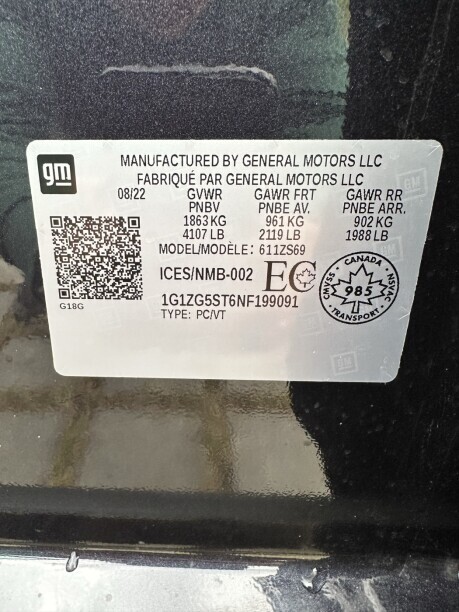 gm
MANUFACTURED BY GENERAL MOTORS LLC
FABRIQUÉ PAR GENERAL MOTORS LLC
08/22 GVWR GAWR FRT GAWR RR
PNBV PNBE AV. PNBE ARR.
1863 KG 961 KG 902 KG
4107 LB 2119 LB 1988 LB
MODEL/MODÈLE: 611ZS69
ICES/NMB-002 EC
1G1ZG5ST6NF199091
TYPE: PC/VT
G18G
CANADA
CMVSS 985 NSVAC
TRANSPORT